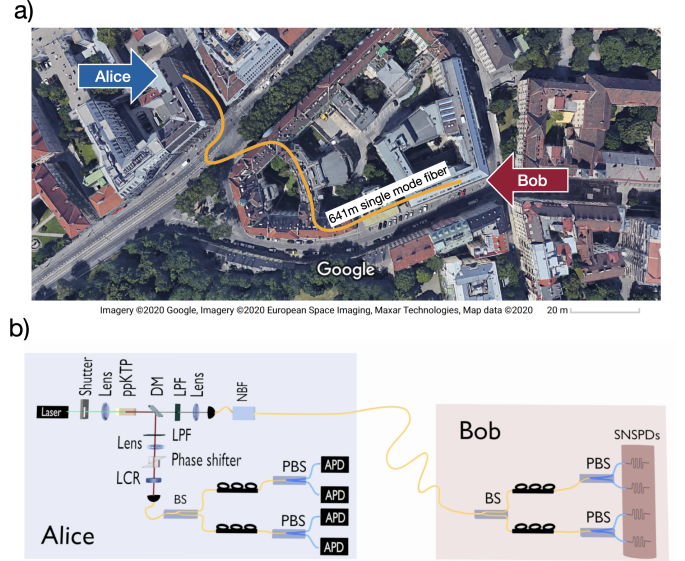 a)
Alice
641m single mode fiber
Bob
Google
Imagery ©2020 Google, Imagery ©2020 European Space Imaging, Maxar Technologies, Map data ©2020 20 m
b)
Laser
Shutter
Lens
ppKTP
DM
LPF
Lens
NBF
LPF
Lens
Phase shifter
LCR
BS
PBS
APD
APD
PBS
APD
APD
Alice
Bob
SNSPDs
PBS
BS
PBS